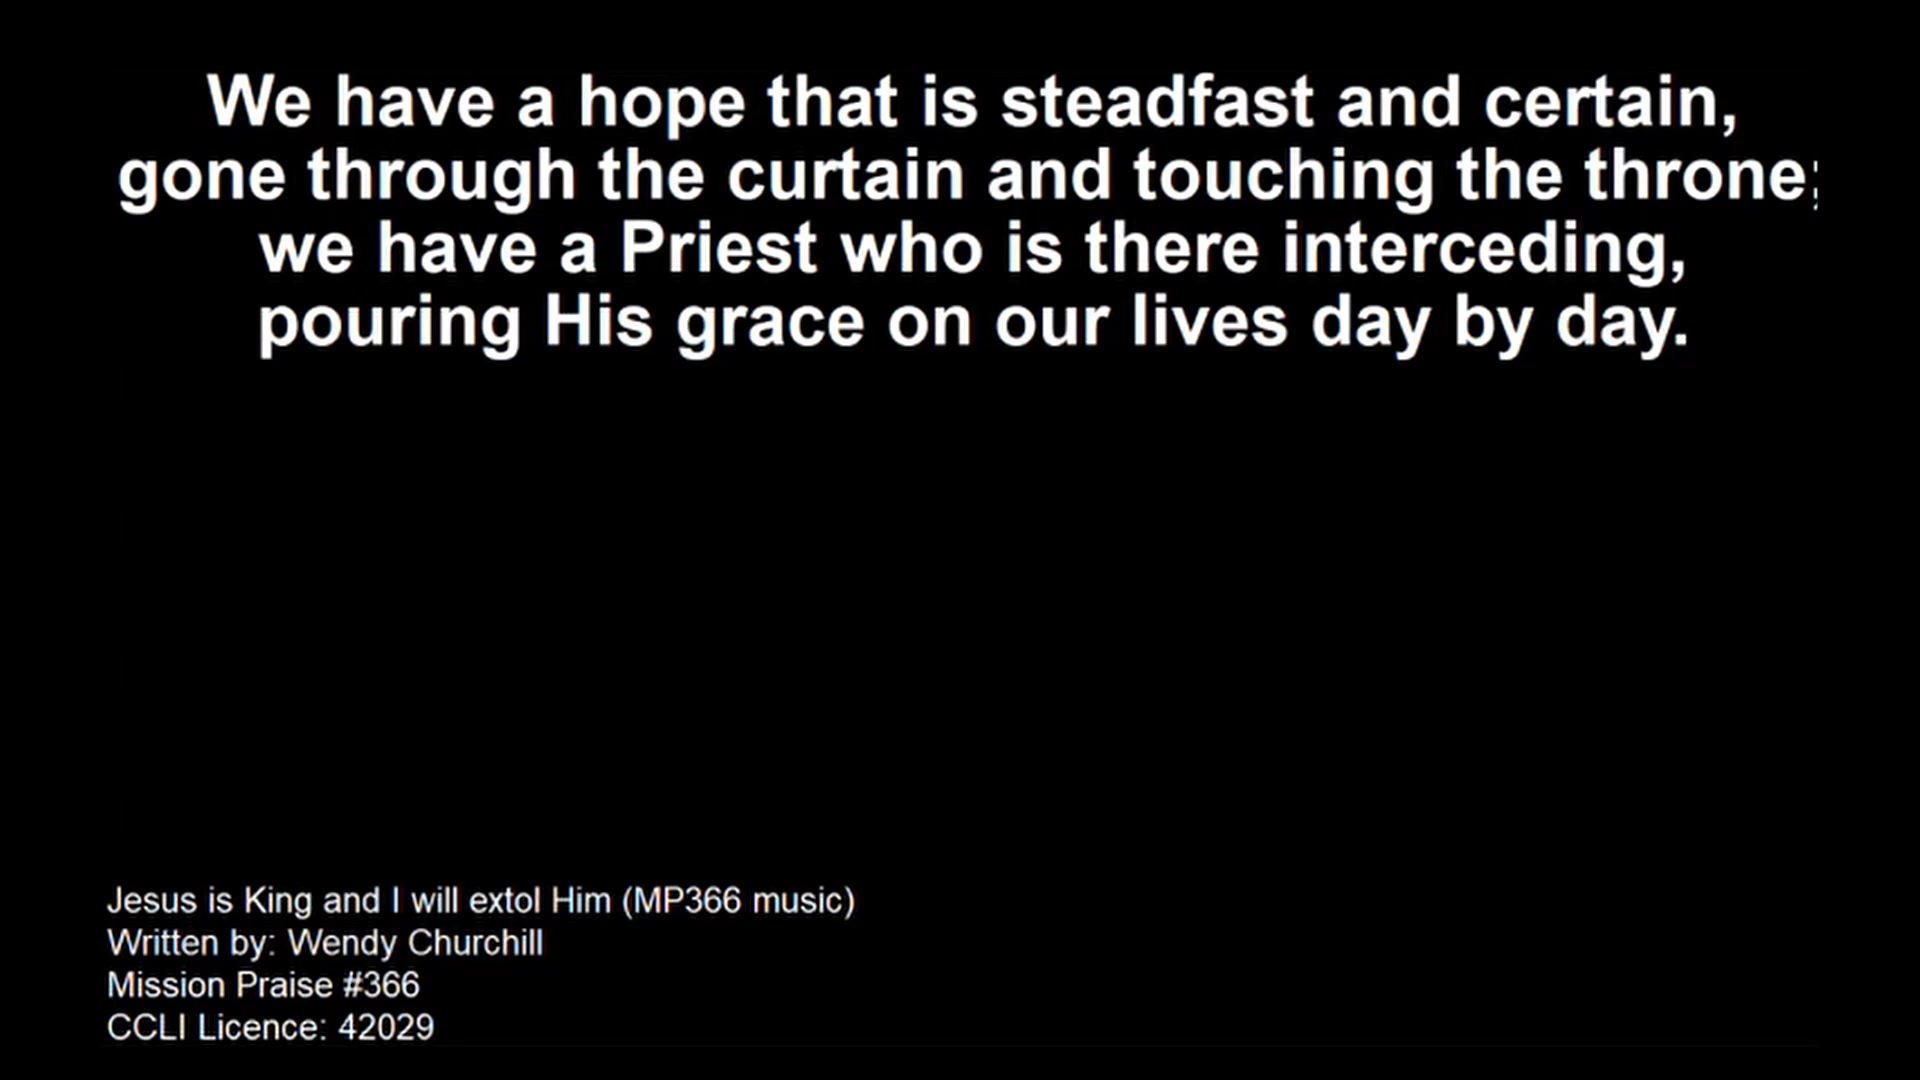 We have a hope that is steadfast and certain,
gone through the curtain and touching the throne;
we have a Priest who is there interceding,
pouring His grace on our lives day by day.
Jesus is King and I will extol Him (MP366 music)
Written by: Wendy Churchill
Mission Praise #366
CCLI Licence: 42029